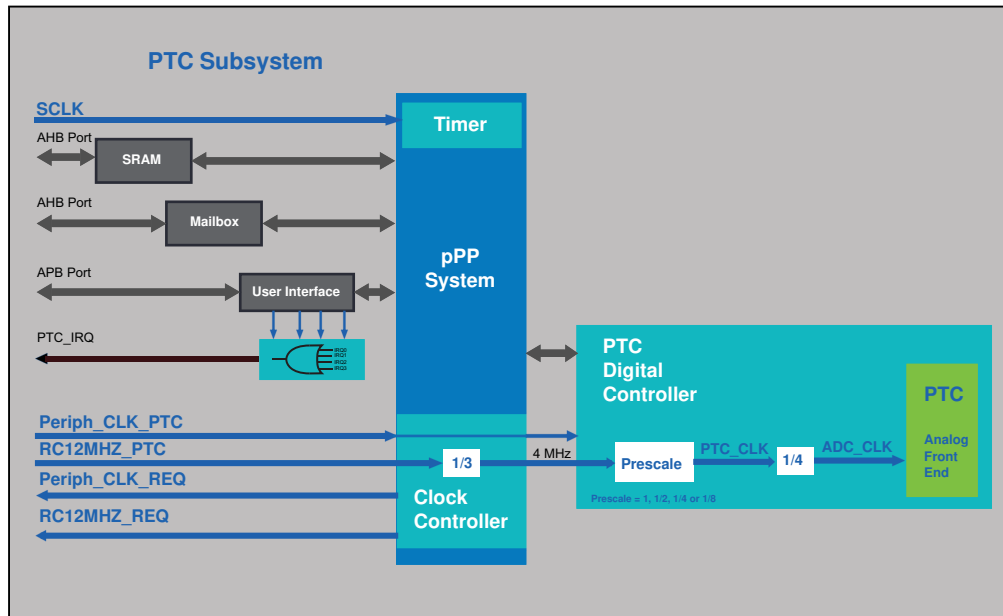 PTC Subsystem
SCLK
Timer
AHB Port
SRAM
AHB Port
Mailbox
pPP
System
APB Port
User Interface
PTC_IRQ
IRQ0
IRQ1
IRQ2
IRQ3
PTC
Digital
Controller
PTC
Analog
Front
End
Periph_CLK_PTC
RC12MHZ_PTC
1/3
4 MHz
Prescale
PTC_CLK
1/4
ADC_CLK
Periph_CLK_REQ
Prescale = 1, 1/2, 1/4 or 1/8
Clock
Controller
RC12MHZ_REQ